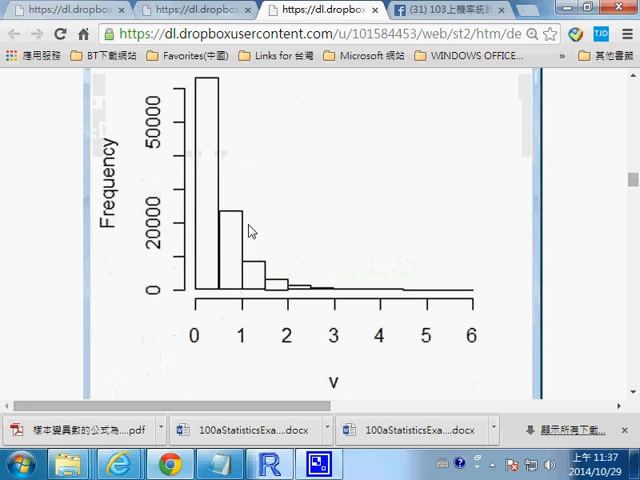 https://dl.dropbox
https://dl.dropbox
https://dl.dropbox
(31) 103上機率統計
https://dl.dropboxusercontent.com/u/101584453/web/st2/htm/de
TJD
應用服務
BT下載網站
Favorites(中國)
Links for 台灣
Microsoft 網站
WINDOWS OFFICE...
»
其他書籤
Frequency
50000
20000
0
0 1 2 3 4 5 6
v
樣本變異數的公式為....pdf
100aStatisticsExa....docx
100aStatisticsExa....docx
顯示所有下載...
R
上午 11:37
2014/10/29